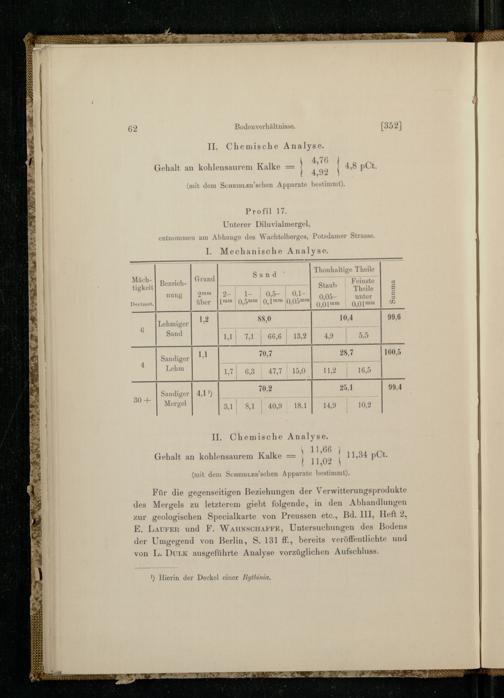 62 Bodenverhältnisse. [352]
II. Chemische Analyse.
Gehalt an kohlensaurem Kalke = { 4,76 4,92 } 4,8 pCt.
(mit dem Scheibler'schen Apparate bestimmt).
Profil 17.
Unterer Diluvialmergel,
entnommen am Abhange des Wachtelberges, Potsdamer Strasse.
I. Mechanische Analyse.
Mäch-tigkeit Decimet. Bezeich-nung Grand 2mm über Sand Thonhaltige Theile Summa
2–1mm 1–0,5mm 0,5–0,1mm 0,1–0,05mm Staub 0,05–0,01mm Feinste Theile unter 0,01mm
6 Lehmiger Sand 1,2 88,0 10,4 99,6
1,1 7,1 66,6 13,2 4,9 5,5
4 Sandiger Lehm 1,1 70,7 28,7 100,5
1,7 6,3 47,7 15,0 11,2 16,5
30 + Sandiger Mergel 4,1 ¹) 70,2 25,1 99,4
3,1 8,1 40,9 18,1 14,9 10,2
II. Chemische Analyse.
Gehalt an kohlensaurem Kalke = { 11,66 11,02 } 11,34 pCt.
(mit dem Scheibler'schen Apparate bestimmt).
Für die gegenseitigen Beziehungen der Verwitterungsprodukte
des Mergels zu letzterem giebt folgende, in den Abhandlungen
zur geologischen Specialkarte von Preussen etc., Bd. III, Heft 2,
E. Laufer und F. Wahnschaffe, Untersuchungen des Bodens
der Umgegend von Berlin, S. 131 ff., bereits veröffentlichte und
von L. Dulk ausgeführte Analyse vorzüglichen Aufschluss.
¹) Hierin der Deckel einer Bythinia.